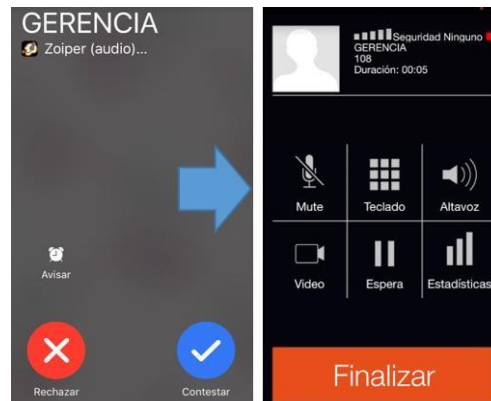 GERENCIA
Zoiper (audio)...
Avisar
Rechazar
Contestar
Seguridad Ninguno
GERENCIA
108
Duración: 00:05
Mute
Teclado
Altavoz
Video
Espera
Estadísticas
Finalizar